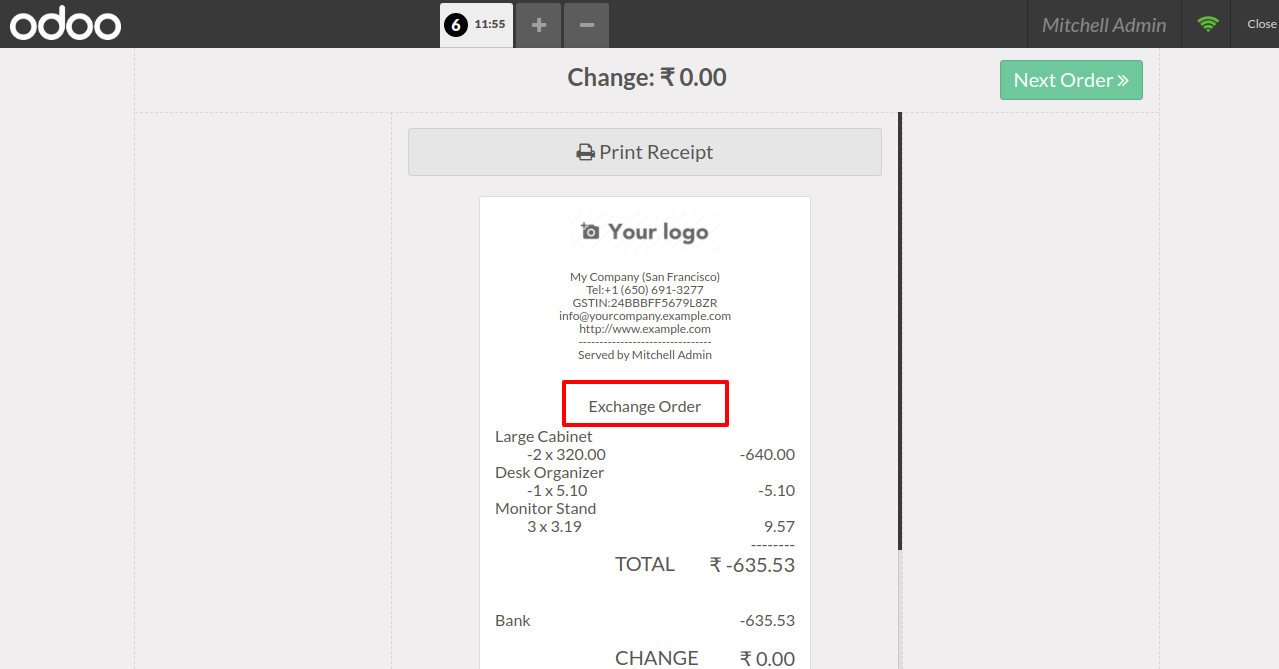 odoo
6 11:55 + −
Mitchell Admin
Close
Change: ₹ 0.00
Next Order »
Print Receipt
Your logo
My Company (San Francisco)
Tel:+1 (650) 691-3277
GSTIN:24BBBFF5679L8ZR
info@yourcompany.example.com
http://www.example.com
--------------------------------
Served by Mitchell Admin
Exchange Order
Large Cabinet
-2 x 320.00 -640.00
Desk Organizer
-1 x 5.10 -5.10
Monitor Stand
3 x 3.19 9.57
--------
TOTAL ₹ -635.53
Bank -635.53
CHANGE ₹ 0.00